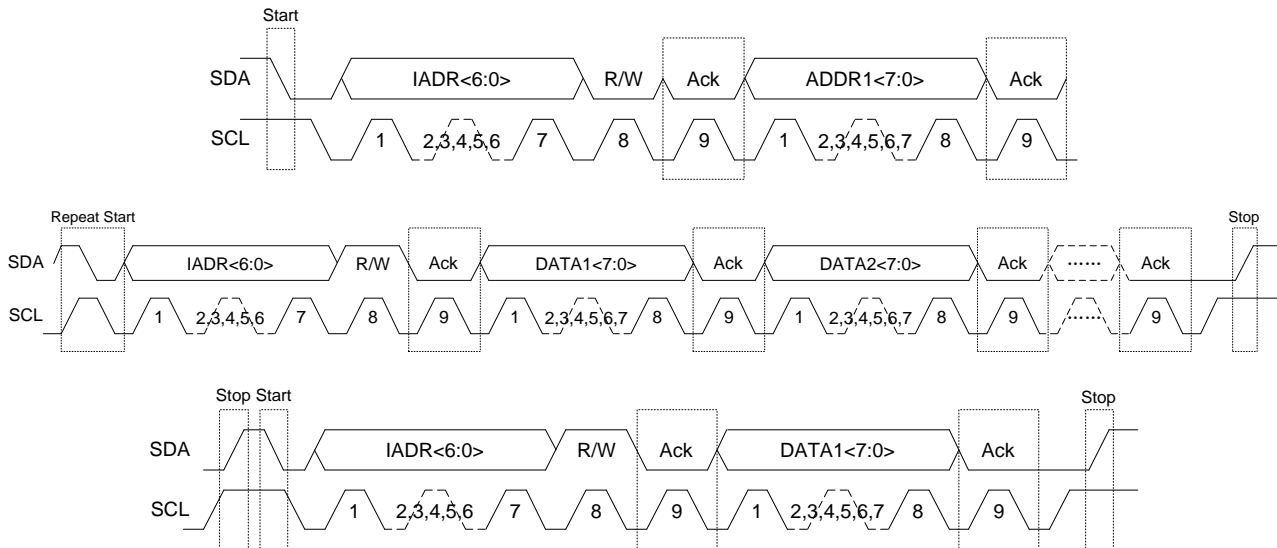 Start
SDA IADR<6:0> R/W Ack ADDR1<7:0> Ack
SCL 1 2,3,4,5,6 7 8 9 1 2,3,4,5,6,7 8 9
Repeat Start Stop
SDA IADR<6:0> R/W Ack DATA1<7:0> Ack DATA2<7:0> Ack ...... Ack
SCL 1 2,3,4,5,6 7 8 9 1 2,3,4,5,6,7 8 9 1 2,3,4,5,6,7 8 9 ...... 9
Stop Start Stop
SDA IADR<6:0> R/W Ack DATA1<7:0> Ack
SCL 1 2,3,4,5,6 7 8 9 1 2,3,4,5,6,7 8 9